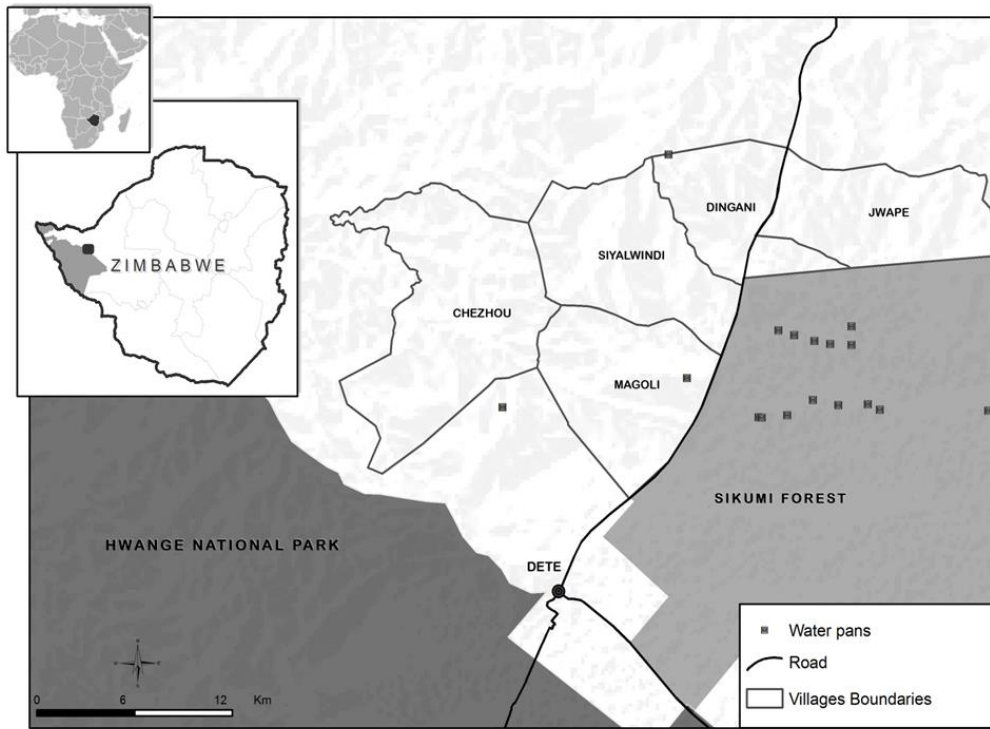 ZIMBABWE
DINGANI
JWAPE
SIYALWINDI
CHEZHOU
MAGOLI
SIKUMI FOREST
HWANGE NATIONAL PARK
DETE
Water pans
Road
Villages Boundaries
0 6 12 Km